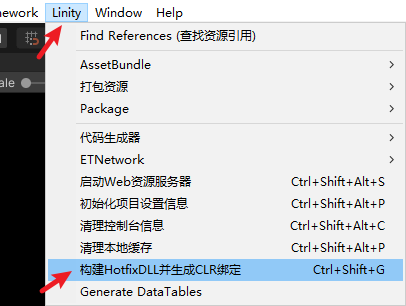 nework Linity Window Help
Find References (查找资源引用)
ale
AssetBundle
打包资源
Package
代码生成器
ETNetwork
启动Web资源服务器 Ctrl+Shift+Alt+S
初始化项目设置信息 Ctrl+Shift+Alt+P
清理控制台信息 Ctrl+Shift+Alt+C
清理本地缓存 Ctrl+Shift+Alt+P
构建HotfixDLL并生成CLR绑定 Ctrl+Shift+G
Generate DataTables